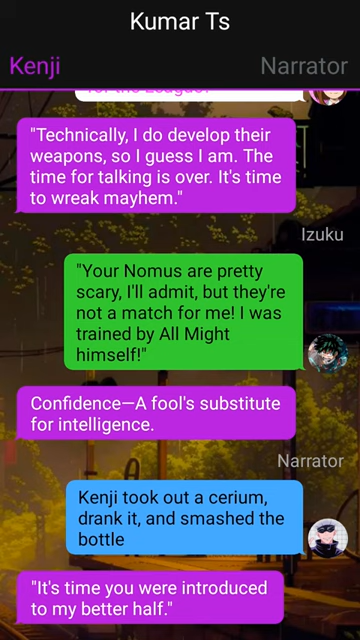 Kumar Ts
Kenji
Narrator
for the League?
"Technically, I do develop their
weapons, so I guess I am. The
time for talking is over. It's time
to wreak mayhem."
Izuku
"Your Nomus are pretty
scary, I'll admit, but they're
not a match for me! I was
trained by All Might
himself!"
Confidence—A fool's substitute
for intelligence.
Narrator
Kenji took out a cerium,
drank it, and smashed the
bottle
"It's time you were introduced
to my better half."